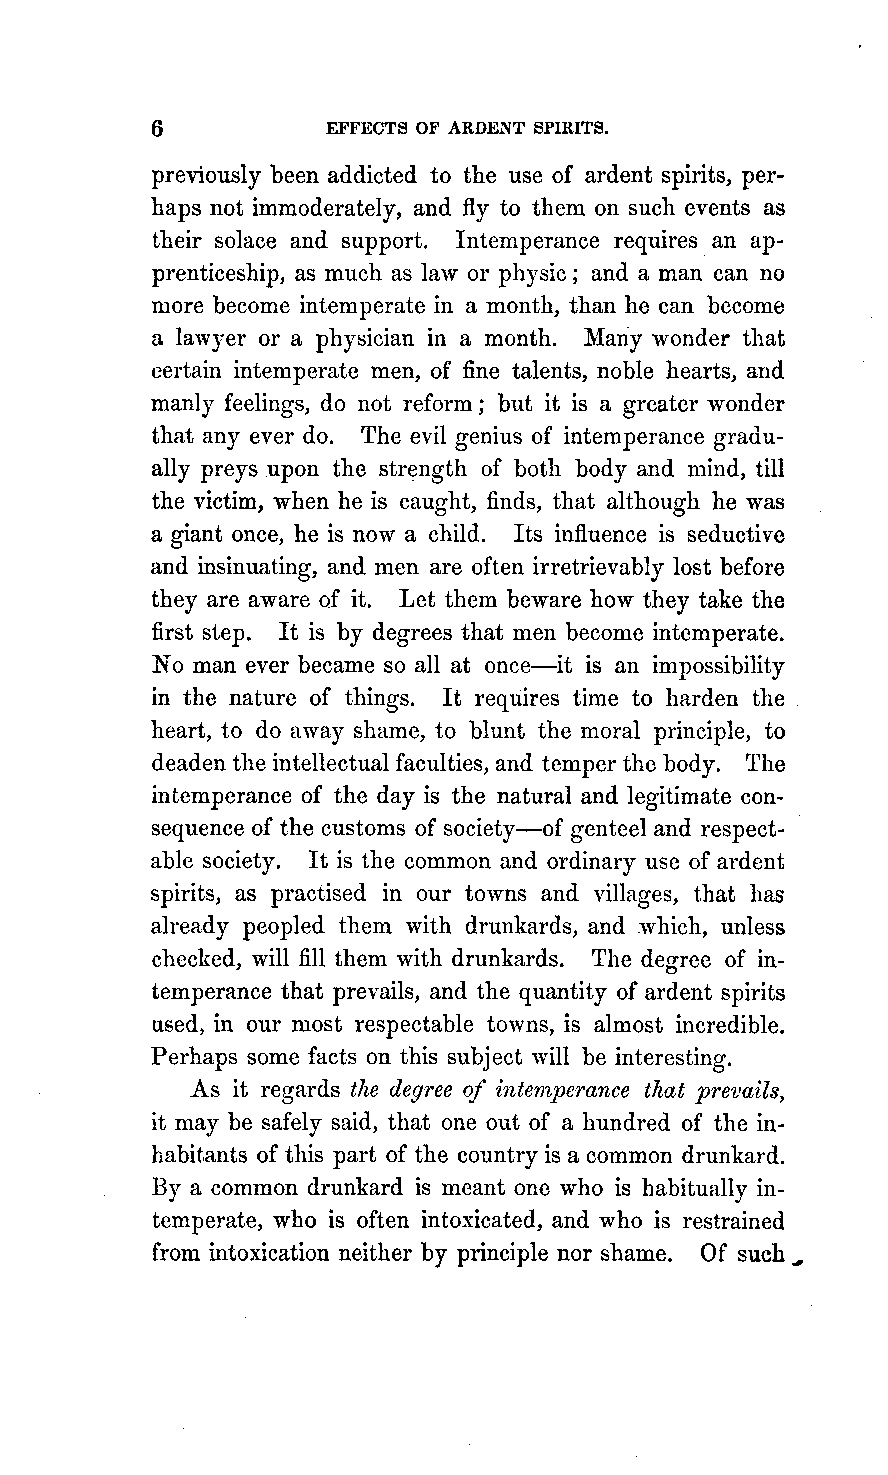 6 EFFECTS OF ARDENT SPIRITS.
previously been addicted to the use of ardent spirits, per-
haps not immoderately, and fly to them on such events as
their solace and support. Intemperance requires an ap-
prenticeship, as much as law or physic; and a man can no
more become intemperate in a month, than he can become
a lawyer or a physician in a month. Many wonder that
certain intemperate men, of fine talents, noble hearts, and
manly feelings, do not reform; but it is a greater wonder
that any ever do. The evil genius of intemperance gradu-
ally preys upon the strength of both body and mind, till
the victim, when he is caught, finds, that although he was
a giant once, he is now a child. Its influence is seductive
and insinuating, and men are often irretrievably lost before
they are aware of it. Let them beware how they take the
first step. It is by degrees that men become intemperate.
No man ever became so all at once—it is an impossibility
in the nature of things. It requires time to harden the
heart, to do away shame, to blunt the moral principle, to
deaden the intellectual faculties, and temper the body. The
intemperance of the day is the natural and legitimate con-
sequence of the customs of society—of genteel and respect-
able society. It is the common and ordinary use of ardent
spirits, as practised in our towns and villages, that has
already peopled them with drunkards, and which, unless
checked, will fill them with drunkards. The degree of in-
temperance that prevails, and the quantity of ardent spirits
used, in our most respectable towns, is almost incredible.
Perhaps some facts on this subject will be interesting.
As it regards the degree of intemperance that prevails,
it may be safely said, that one out of a hundred of the in-
habitants of this part of the country is a common drunkard.
By a common drunkard is meant one who is habitually in-
temperate, who is often intoxicated, and who is restrained
from intoxication neither by principle nor shame. Of such